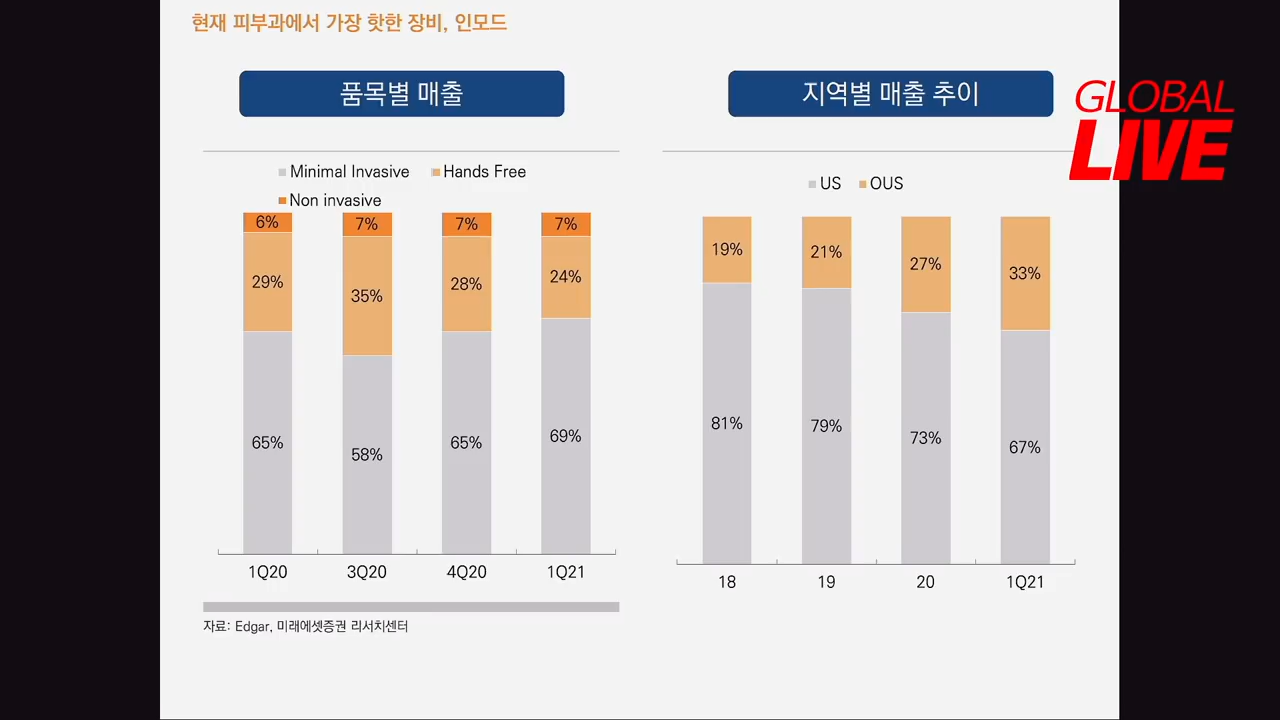 현재 피부과에서 가장 핫한 장비, 인모드
품목별 매출
Minimal Invasive
Hands Free
Non invasive
6%
7%
7%
7%
29%
35%
28%
24%
65%
58%
65%
69%
1Q20
3Q20
4Q20
1Q21
자료: Edgar, 미래에셋증권 리서치센터
지역별 매출 추이
US
OUS
19%
21%
27%
33%
81%
79%
73%
67%
18
19
20
1Q21
GLOBAL
LIVE